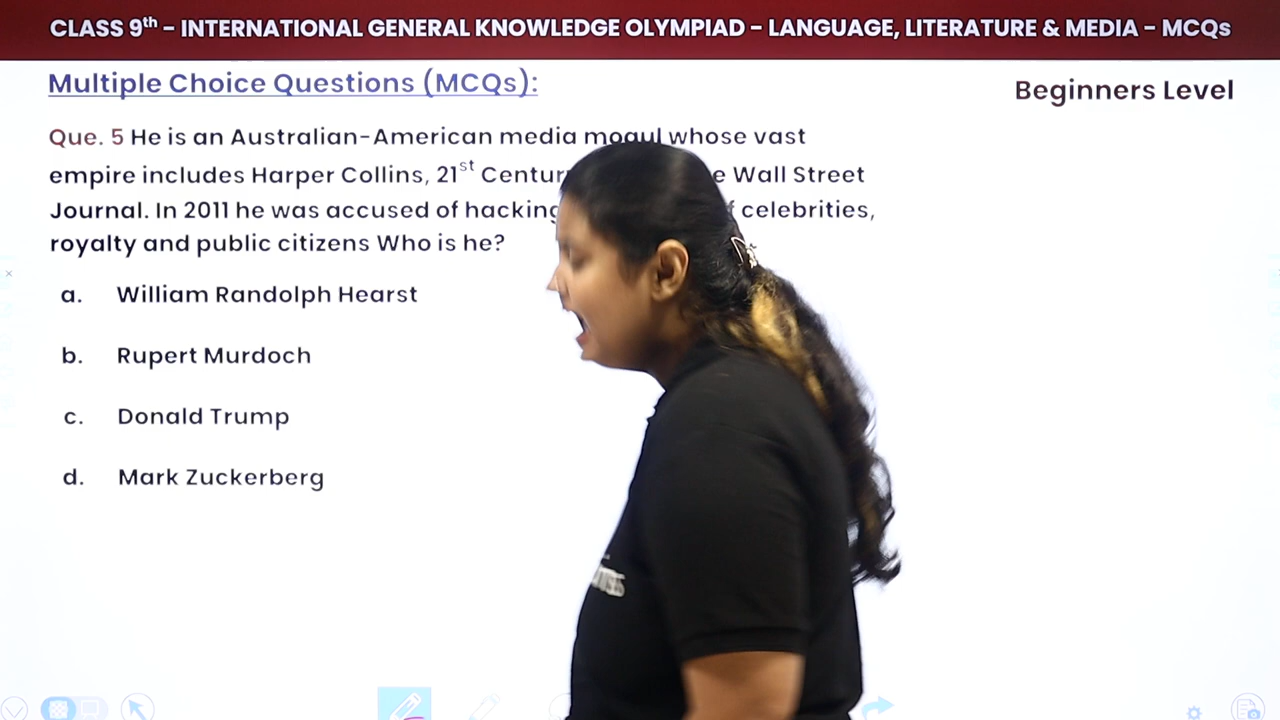 CLASS 9th - INTERNATIONAL GENERAL KNOWLEDGE OLYMPIAD - LANGUAGE, LITERATURE & MEDIA - MCQs
Multiple Choice Questions (MCQs):
Beginners Level
Que. 5 He is an Australian-American media mogul whose vast
empire includes Harper Collins, 21st Wall Street
Journal. In 2011 he was accused of hacking celebrities,
royalty and public citizens Who is he?
a. William Randolph Hearst
b. Rupert Murdoch
c. Donald Trump
d. Mark Zuckerberg